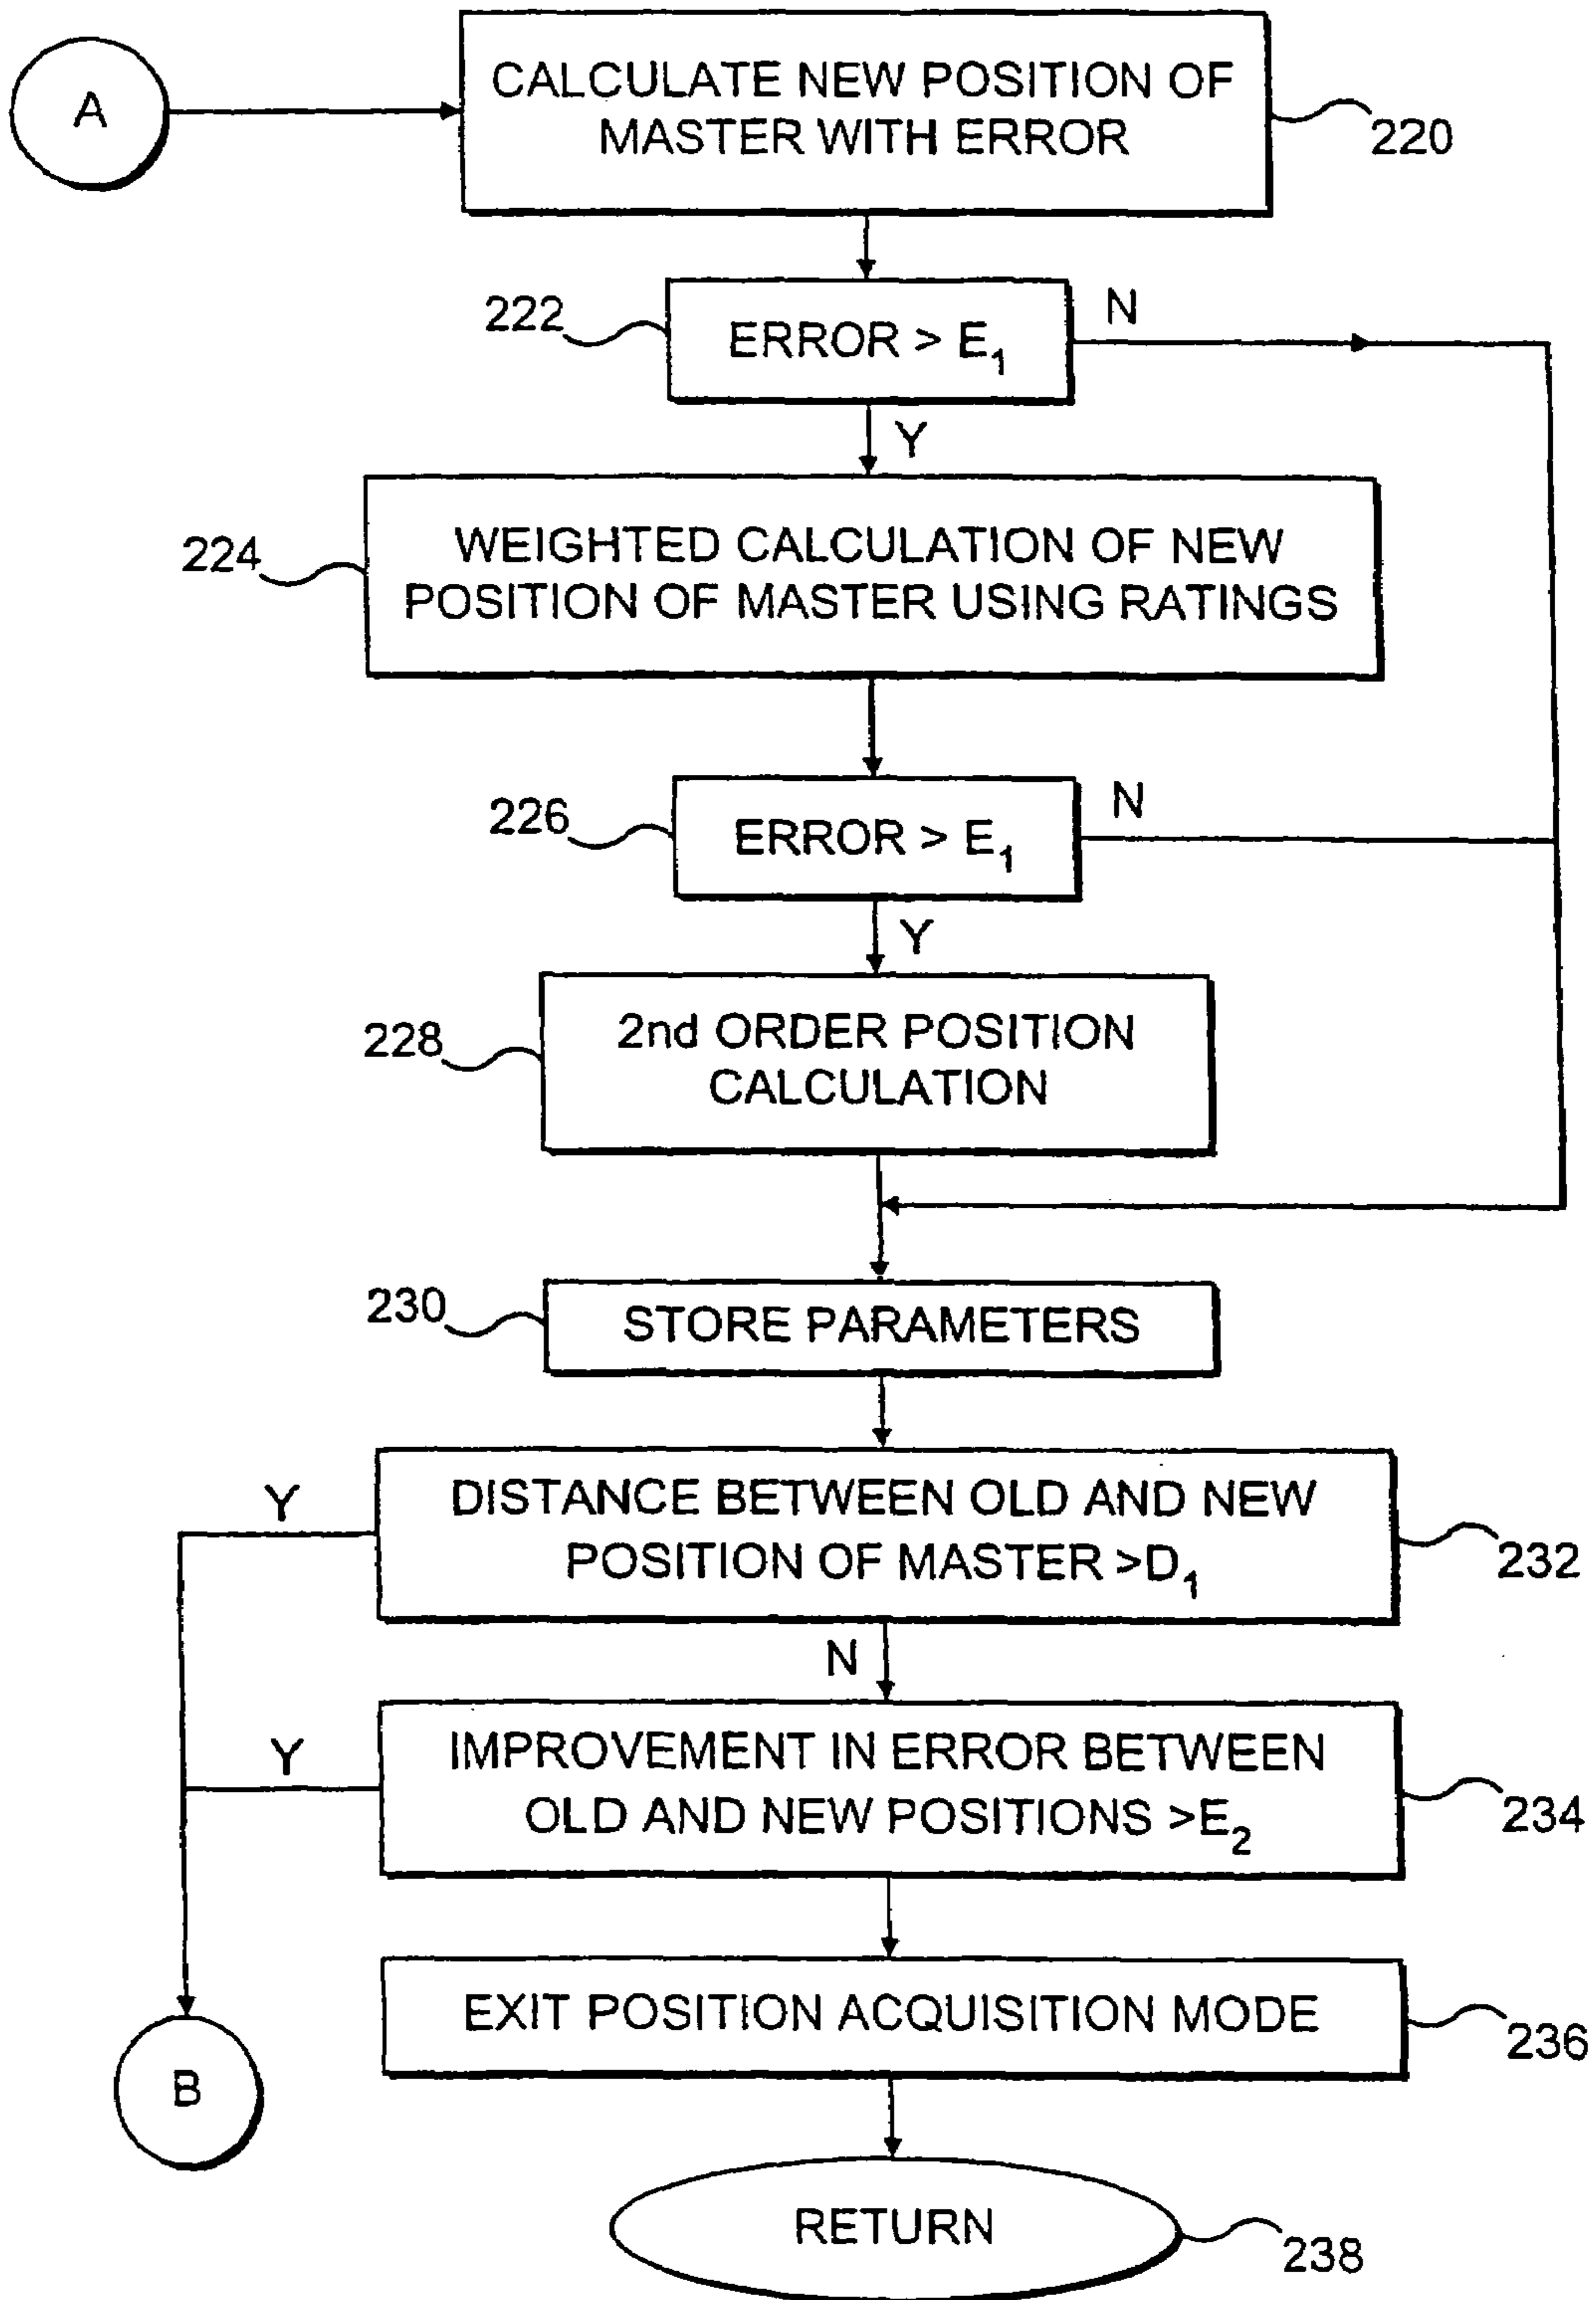 A
CALCULATE NEW POSITION OF
MASTER WITH ERROR
220
222
ERROR > E₁
N
Y
224
WEIGHTED CALCULATION OF NEW
POSITION OF MASTER USING RATINGS
226
ERROR > E₁
N
Y
228
2nd ORDER POSITION
CALCULATION
230
STORE PARAMETERS
Y
DISTANCE BETWEEN OLD AND NEW
POSITION OF MASTER >D₁
232
N
Y
IMPROVEMENT IN ERROR BETWEEN
OLD AND NEW POSITIONS >E₂
234
EXIT POSITION ACQUISITION MODE
236
B
RETURN
238